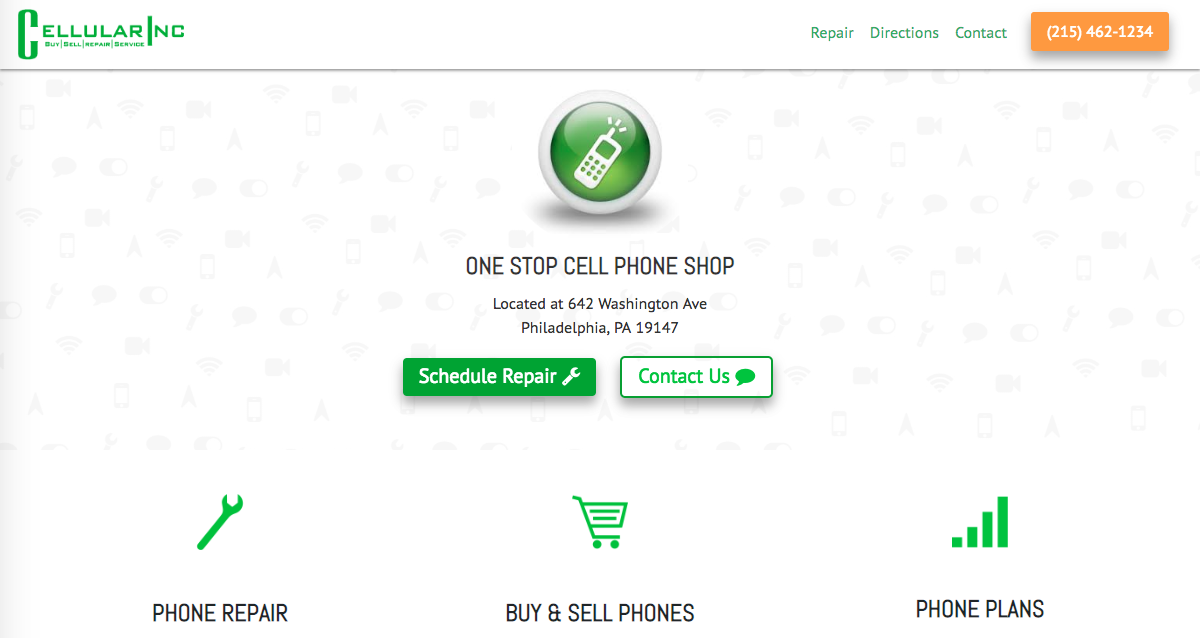 CELLULAR INC
BUY|SELL|REPAIR|SERVICE
Repair Directions Contact (215) 462-1234
ONE STOP CELL PHONE SHOP
Located at 642 Washington Ave
Philadelphia, PA 19147
Schedule Repair Contact Us
PHONE REPAIR BUY & SELL PHONES PHONE PLANS